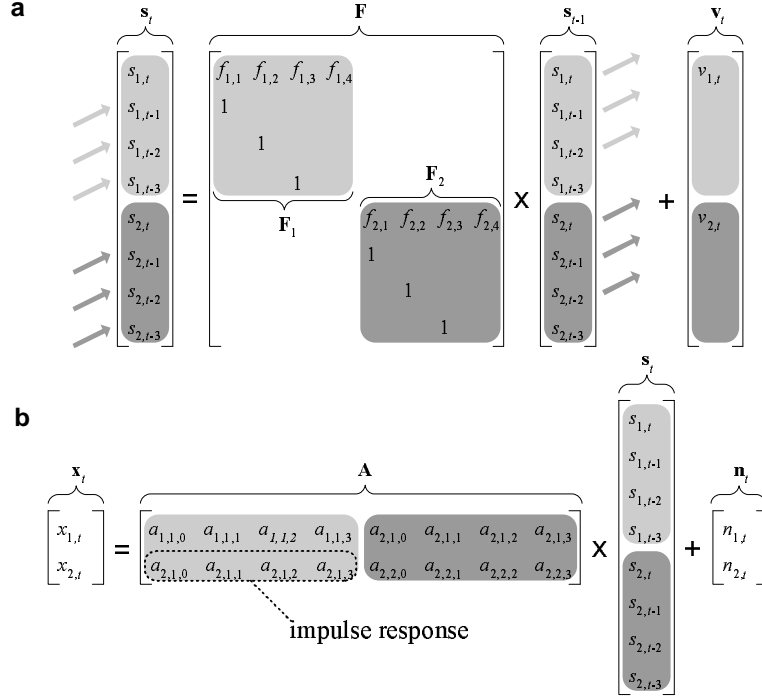 a
s_t F s_{t-1} v_t
s_{1,t} f_{1,1} f_{1,2} f_{1,3} f_{1,4} s_{1,t} v_{1,t}
s_{1,t-1} 1 s_{1,t-1}
s_{1,t-2} 1 s_{1,t-2}
s_{1,t-3} 1 s_{1,t-3}
= F_1 F_2 x +
s_{2,t} f_{2,1} f_{2,2} f_{2,3} f_{2,4} s_{2,t} v_{2,t}
s_{2,t-1} 1 s_{2,t-1}
s_{2,t-2} 1 s_{2,t-2}
s_{2,t-3} 1 s_{2,t-3}
b
x_t A s_t n_t
x_{1,t} = a_{1,1,0} a_{1,1,1} a_{1,1,2} a_{1,1,3} a_{2,1,0} a_{2,1,1} a_{2,1,2} a_{2,1,3} x
x_{2,t} a_{2,1,0} a_{2,1,1} a_{2,1,2} a_{2,1,3} a_{2,2,0} a_{2,2,1} a_{2,2,2} a_{2,2,3}
s_{1,t}
s_{1,t-1}
s_{1,t-2}
s_{1,t-3}
s_{2,t}
s_{2,t-1}
s_{2,t-2}
s_{2,t-3}
+ n_{1,t}
n_{2,t}
impulse response